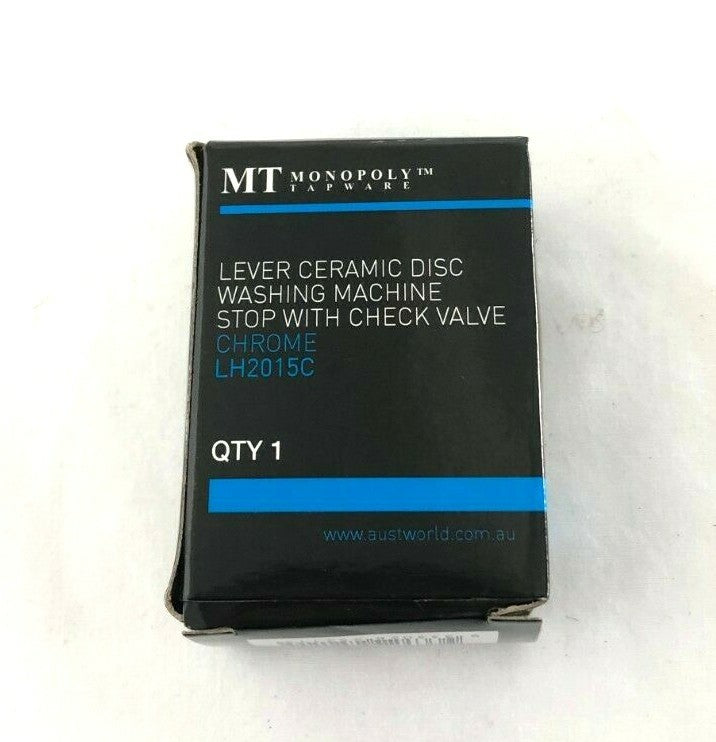 MT MONOPOLY™
TAPWARE
LEVER CERAMIC DISC
WASHING MACHINE
STOP WITH CHECK VALVE
CHROME
LH2015C
QTY 1
www.austworld.com.au